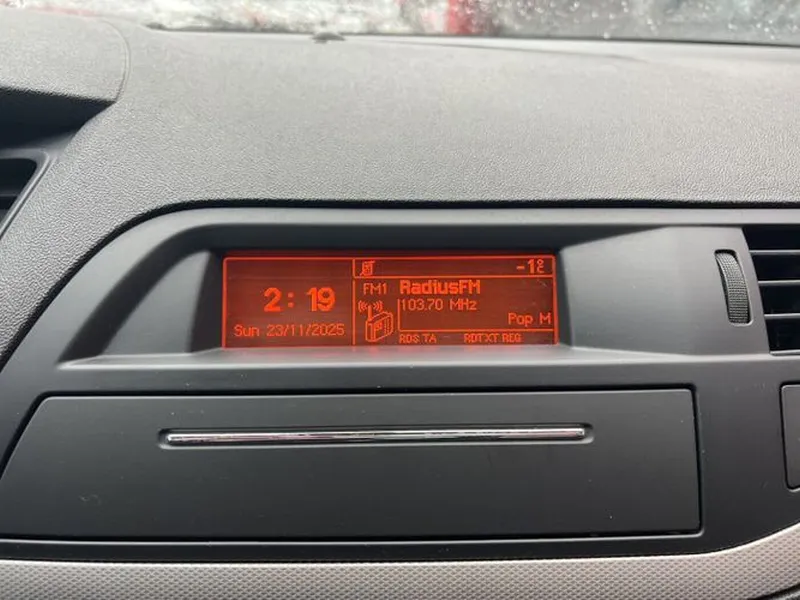 -1°C
2:19
FM1 RadiusFM
103.70 MHz
Pop M
Sun 23/11/2025
RDS TA RDTXT REG